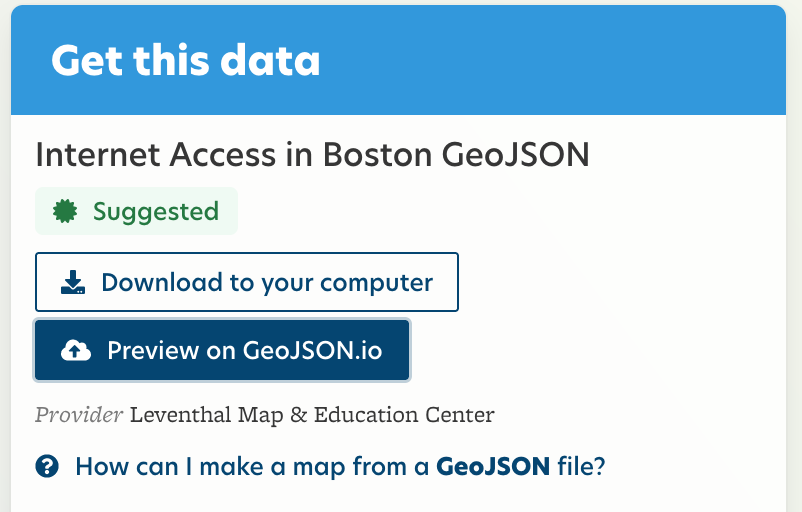 Get this data
Internet Access in Boston GeoJSON
Suggested
Download to your computer
Preview on GeoJSON.io
Provider Leventhal Map & Education Center
How can I make a map from a GeoJSON file?